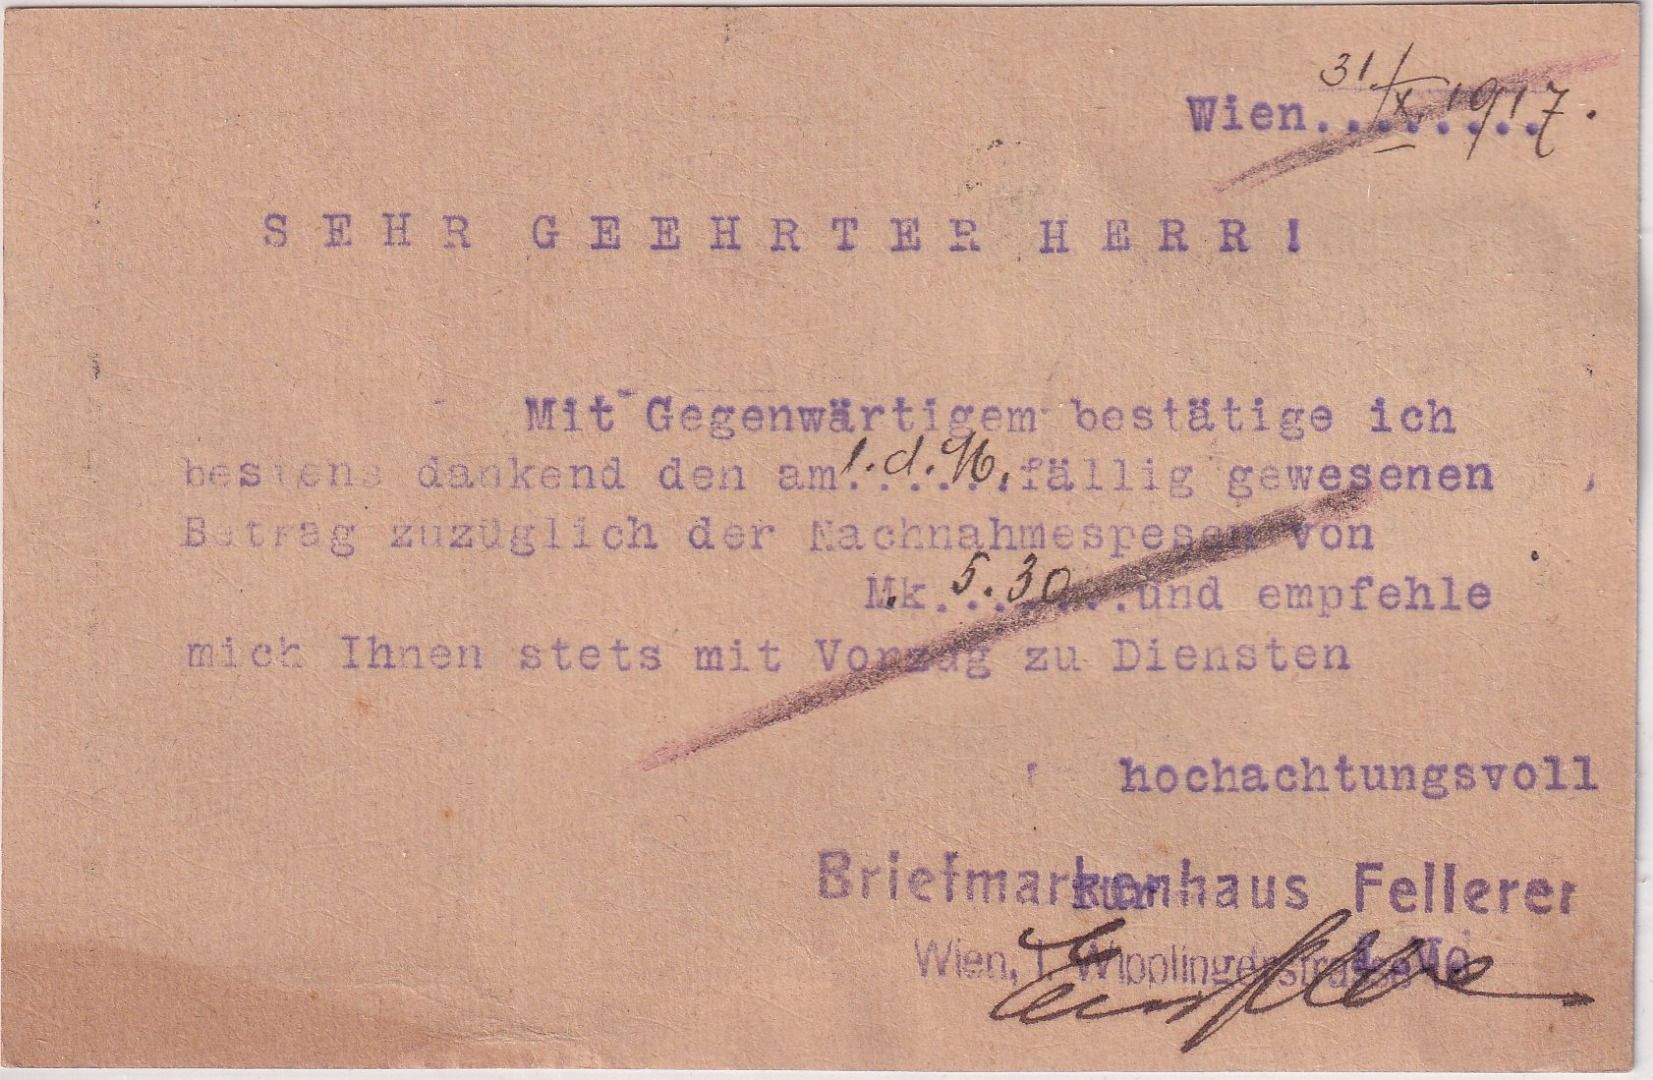 Wien 31/X. 1917.
SEHR GEEHRTER HERR!
Mit Gegenwärtigem bestätige ich
bestens dankend den am 1. d. M. fällig gewesenen
Betrag zuzüglich der Nachnahmespesen von
Mk. 5.30 und empfehle
mich Ihnen stets mit Vorzug zu Diensten
hochachtungsvoll
Briefmarkenhaus Fellerer
für
Wien, I. Wipplingerstrasse 10